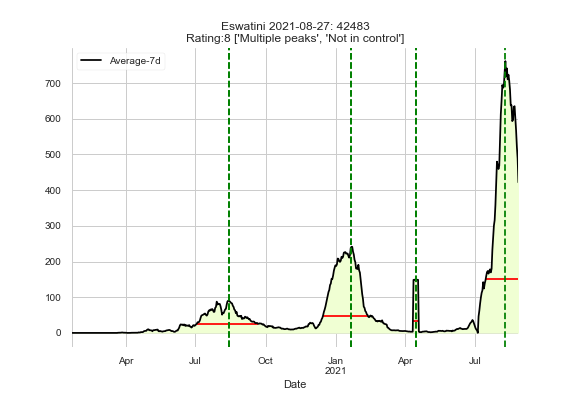 Eswatini 2021-08-27: 42483
Rating:8 ['Multiple peaks', 'Not in control']
Average-7d
700
600
500
400
300
200
100
0
Apr Jul Oct Jan Apr Jul
2021
Date